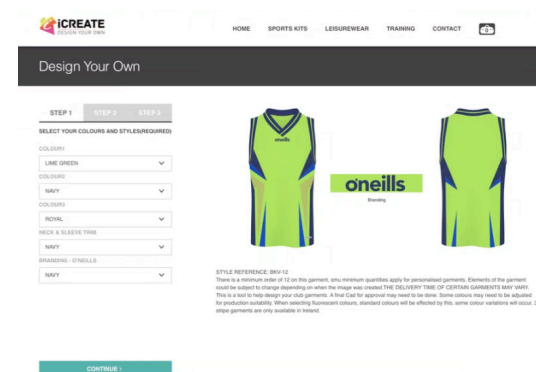 iCREATE
DESIGN YOUR OWN
HOME
SPORTS KITS
LEISUREWEAR
TRAINING
CONTACT
0
Design Your Own
STEP 1
STEP 2
STEP 3
SELECT YOUR COLOURS AND STYLES(REQUIRED)
COLOUR1
LIME GREEN
COLOUR2
NAVY
COLOUR3
ROYAL
NECK & SLEEVE TRIM
NAVY
BRANDING - O'NEILLS
NAVY
CONTINUE ›
oneills
oneills
Branding
STYLE REFERENCE: BKV-12
There is a minimum order of 12 on this garment, smu minimum quantities apply for personalised garments. Elements of the garment
could be subject to change depending on when the image was created.THE DELIVERY TIME OF CERTAIN GARMENTS MAY VARY.
This is a tool to help design your club garments. A final Cad for approval may need to be done. Some colours may need to be adjusted
for production suitability. When selecting fluorescent colours, standard colours will be effected by this, some colour variations will occur. 3
stripe garments are only available in Ireland.